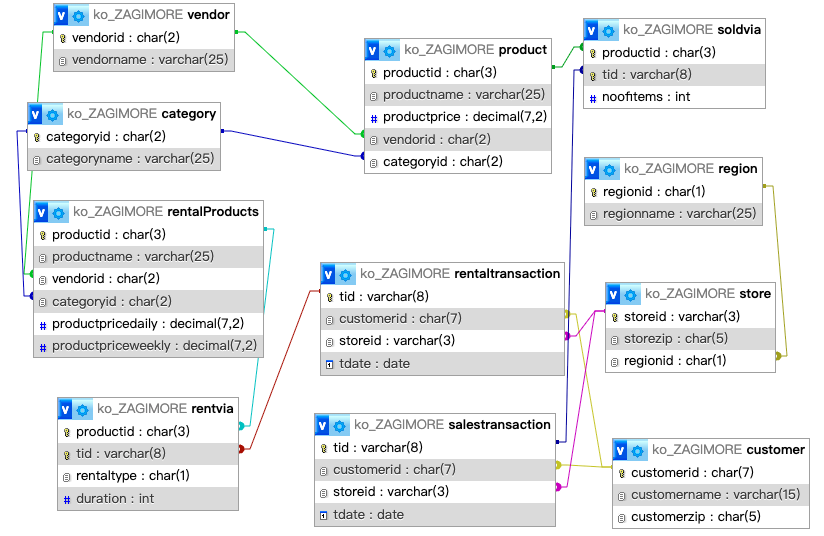 v ko_ZAGIMORE vendor
vendorid : char(2)
vendorname : varchar(25)
v ko_ZAGIMORE category
categoryid : char(2)
categoryname : varchar(25)
v ko_ZAGIMORE rentalProducts
productid : char(3)
productname : varchar(25)
vendorid : char(2)
categoryid : char(2)
# productpricedaily : decimal(7,2)
# productpriceweekly : decimal(7,2)
v ko_ZAGIMORE rentvia
productid : char(3)
tid : varchar(8)
rentaltype : char(1)
# duration : int
v ko_ZAGIMORE product
productid : char(3)
productname : varchar(25)
# productprice : decimal(7,2)
vendorid : char(2)
categoryid : char(2)
v ko_ZAGIMORE rentaltransaction
tid : varchar(8)
customerid : char(7)
storeid : varchar(3)
tdate : date
v ko_ZAGIMORE salestransaction
tid : varchar(8)
customerid : char(7)
storeid : varchar(3)
tdate : date
v ko_ZAGIMORE soldvia
productid : char(3)
tid : varchar(8)
# noofitems : int
v ko_ZAGIMORE region
regionid : char(1)
regionname : varchar(25)
v ko_ZAGIMORE store
storeid : varchar(3)
storezip : char(5)
regionid : char(1)
v ko_ZAGIMORE customer
customerid : char(7)
customername : varchar(15)
customerzip : char(5)